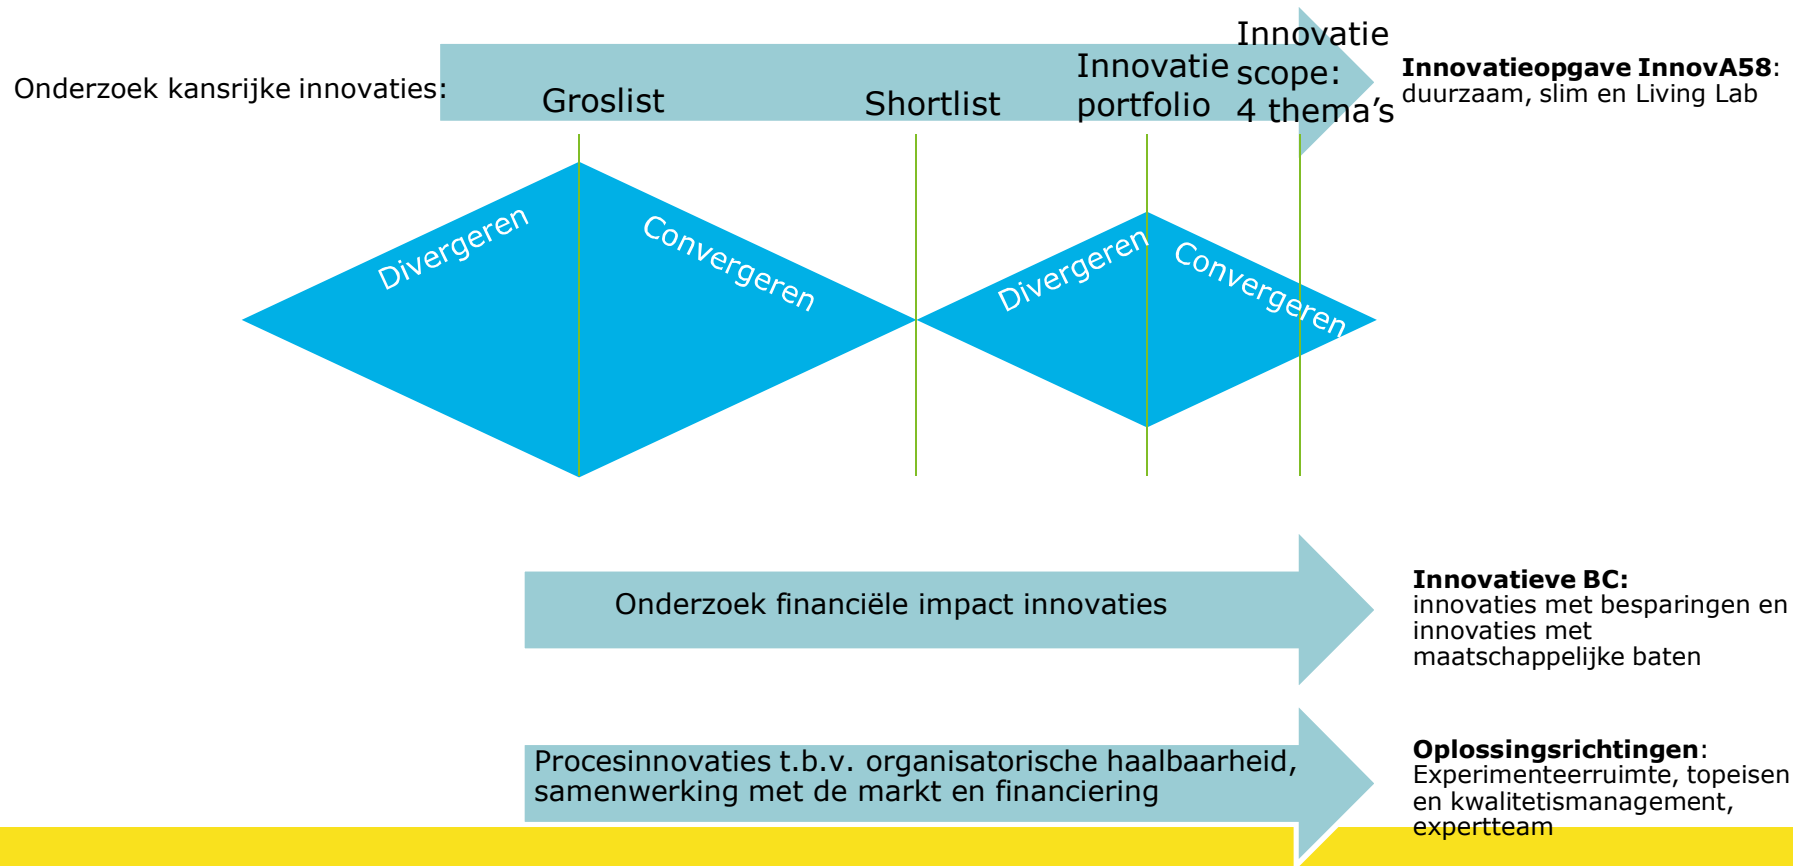 Onderzoek kansrijke innovaties:
Groslist
Shortlist
Innovatie
portfolio
Innovatie
scope:
4 thema's
Innovatieopgave InnovA58:
duurzaam, slim en Living Lab
Divergeren
Convergeren
Divergeren
Convergeren
Onderzoek financiële impact innovaties
Innovatieve BC:
innovaties met besparingen en
innovaties met
maatschappelijke baten
Procesinnovaties t.b.v. organisatorische haalbaarheid,
samenwerking met de markt en financiering
Oplossingsrichtingen:
Experimenteerruimte, topeisen
en kwalitetismanagement,
expertteam